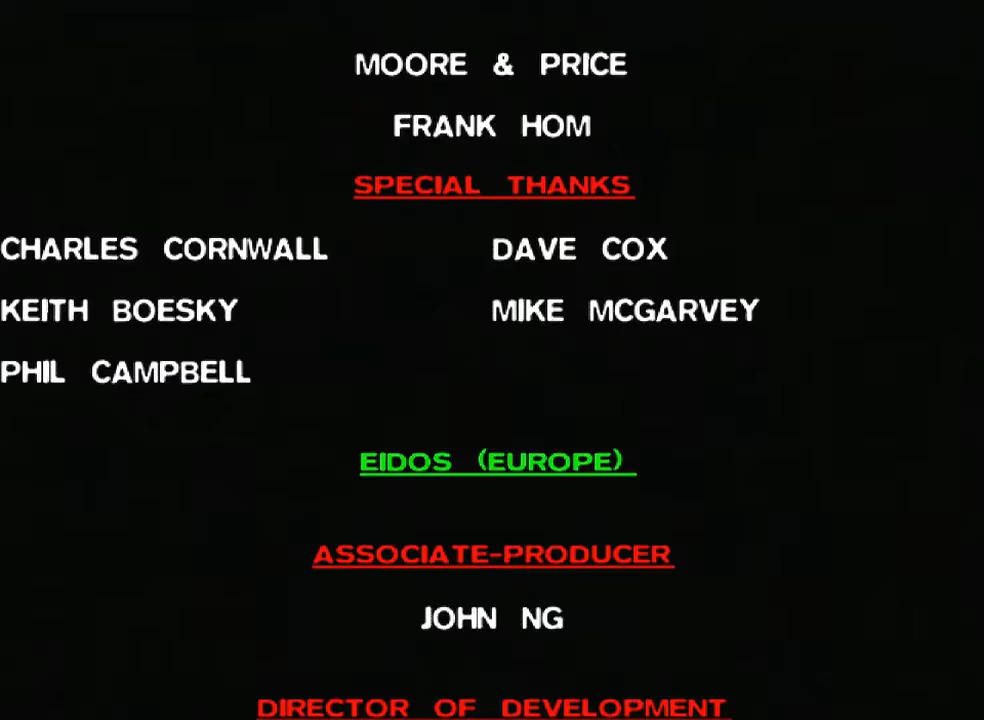 MOORE & PRICE
FRANK HOM
SPECIAL THANKS
CHARLES CORNWALL DAVE COX
KEITH BOESKY MIKE MCGARVEY
PHIL CAMPBELL
EIDOS (EUROPE)
ASSOCIATE-PRODUCER
JOHN NG
DIRECTOR OF DEVELOPMENT